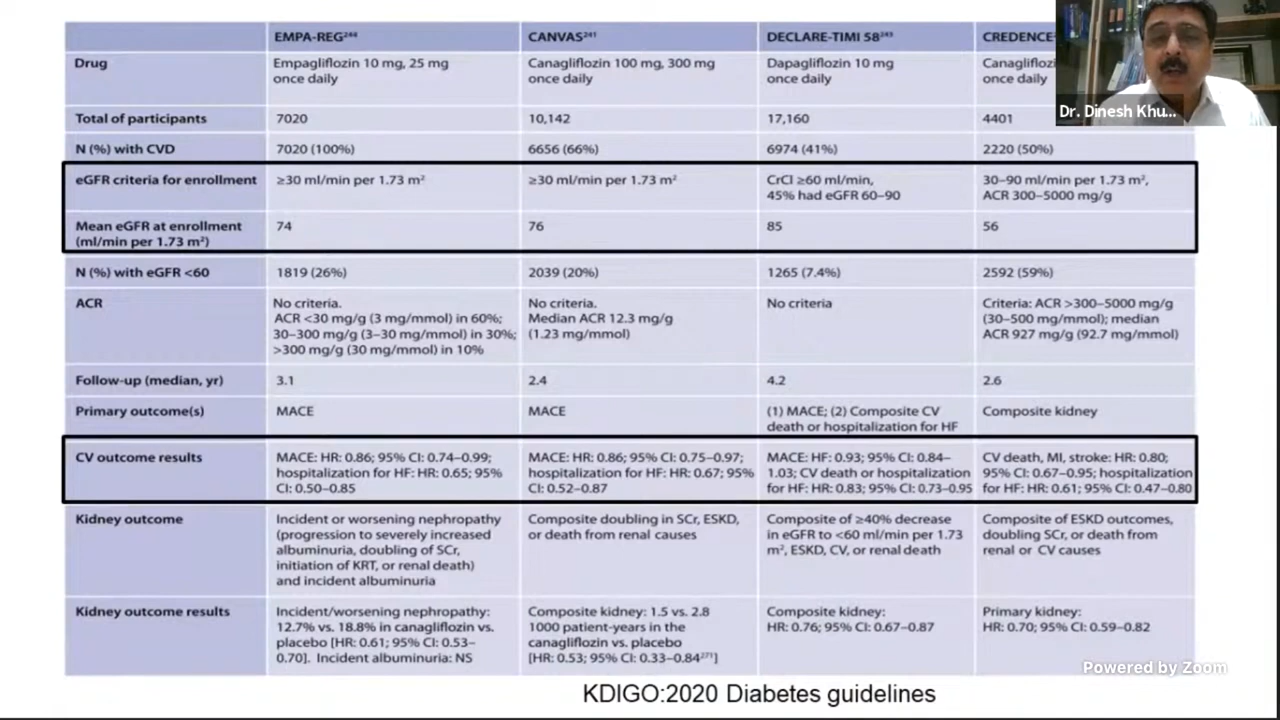 EMPA-REG²⁴⁴ CANVAS²⁴¹ DECLARE-TIMI 58²⁴³ CREDENCE
Drug
Empagliflozin 10 mg, 25 mg
once daily
Canagliflozin 100 mg, 300 mg
once daily
Dapagliflozin 10 mg
once daily
Canagliflozin
once daily
Dr. Dinesh Khu...
Total of participants 7020 10,142 17,160 4401
N (%) with CVD 7020 (100%) 6656 (66%) 6974 (41%) 2220 (50%)
eGFR criteria for enrollment
≥30 ml/min per 1.73 m²
≥30 ml/min per 1.73 m²
CrCl ≥60 ml/min,
45% had eGFR 60–90
30–90 ml/min per 1.73 m²,
ACR 300–5000 mg/g
Mean eGFR at enrollment
(ml/min per 1.73 m²)
74 76 85 56
N (%) with eGFR <60 1819 (26%) 2039 (20%) 1265 (7.4%) 2592 (59%)
ACR
No criteria.
ACR <30 mg/g (3 mg/mmol) in 60%;
30–300 mg/g (3–30 mg/mmol) in 30%;
>300 mg/g (30 mg/mmol) in 10%
No criteria.
Median ACR 12.3 mg/g
(1.23 mg/mmol)
No criteria
Criteria: ACR >300–5000 mg/g
(30–500 mg/mmol); median
ACR 927 mg/g (92.7 mg/mmol)
Follow-up (median, yr) 3.1 2.4 4.2 2.6
Primary outcome(s)
MACE
MACE
(1) MACE; (2) Composite CV
death or hospitalization for HF
Composite kidney
CV outcome results
MACE: HR: 0.86; 95% CI: 0.74–0.99;
hospitalization for HF: HR: 0.65; 95%
CI: 0.50–0.85
MACE: HR: 0.86; 95% CI: 0.75–0.97;
hospitalization for HF: HR: 0.67; 95%
CI: 0.52–0.87
MACE: HF: 0.93; 95% CI: 0.84–
1.03; CV death or hospitalization
for HF: HR: 0.83; 95% CI: 0.73–0.95
CV death, MI, stroke: HR: 0.80;
95% CI: 0.67–0.95; hospitalization
for HF: HR: 0.61; 95% CI: 0.47–0.80
Kidney outcome
Incident or worsening nephropathy
(progression to severely increased
albuminuria, doubling of SCr,
initiation of KRT, or renal death)
and incident albuminuria
Composite doubling in SCr, ESKD,
or death from renal causes
Composite of ≥40% decrease
in eGFR to <60 ml/min per 1.73
m², ESKD, CV, or renal death
Composite of ESKD outcomes,
doubling SCr, or death from
renal or CV causes
Kidney outcome results
Incident/worsening nephropathy:
12.7% vs. 18.8% in canagliflozin vs.
placebo [HR: 0.61; 95% CI: 0.53–
0.70]. Incident albuminuria: NS
Composite kidney: 1.5 vs. 2.8
1000 patient-years in the
canagliflozin vs. placebo
[HR: 0.53; 95% CI: 0.33–0.84²⁷¹]
Composite kidney:
HR: 0.76; 95% CI: 0.67–0.87
Primary kidney:
HR: 0.70; 95% CI: 0.59–0.82
Powered by Zoom
KDIGO:2020 Diabetes guidelines